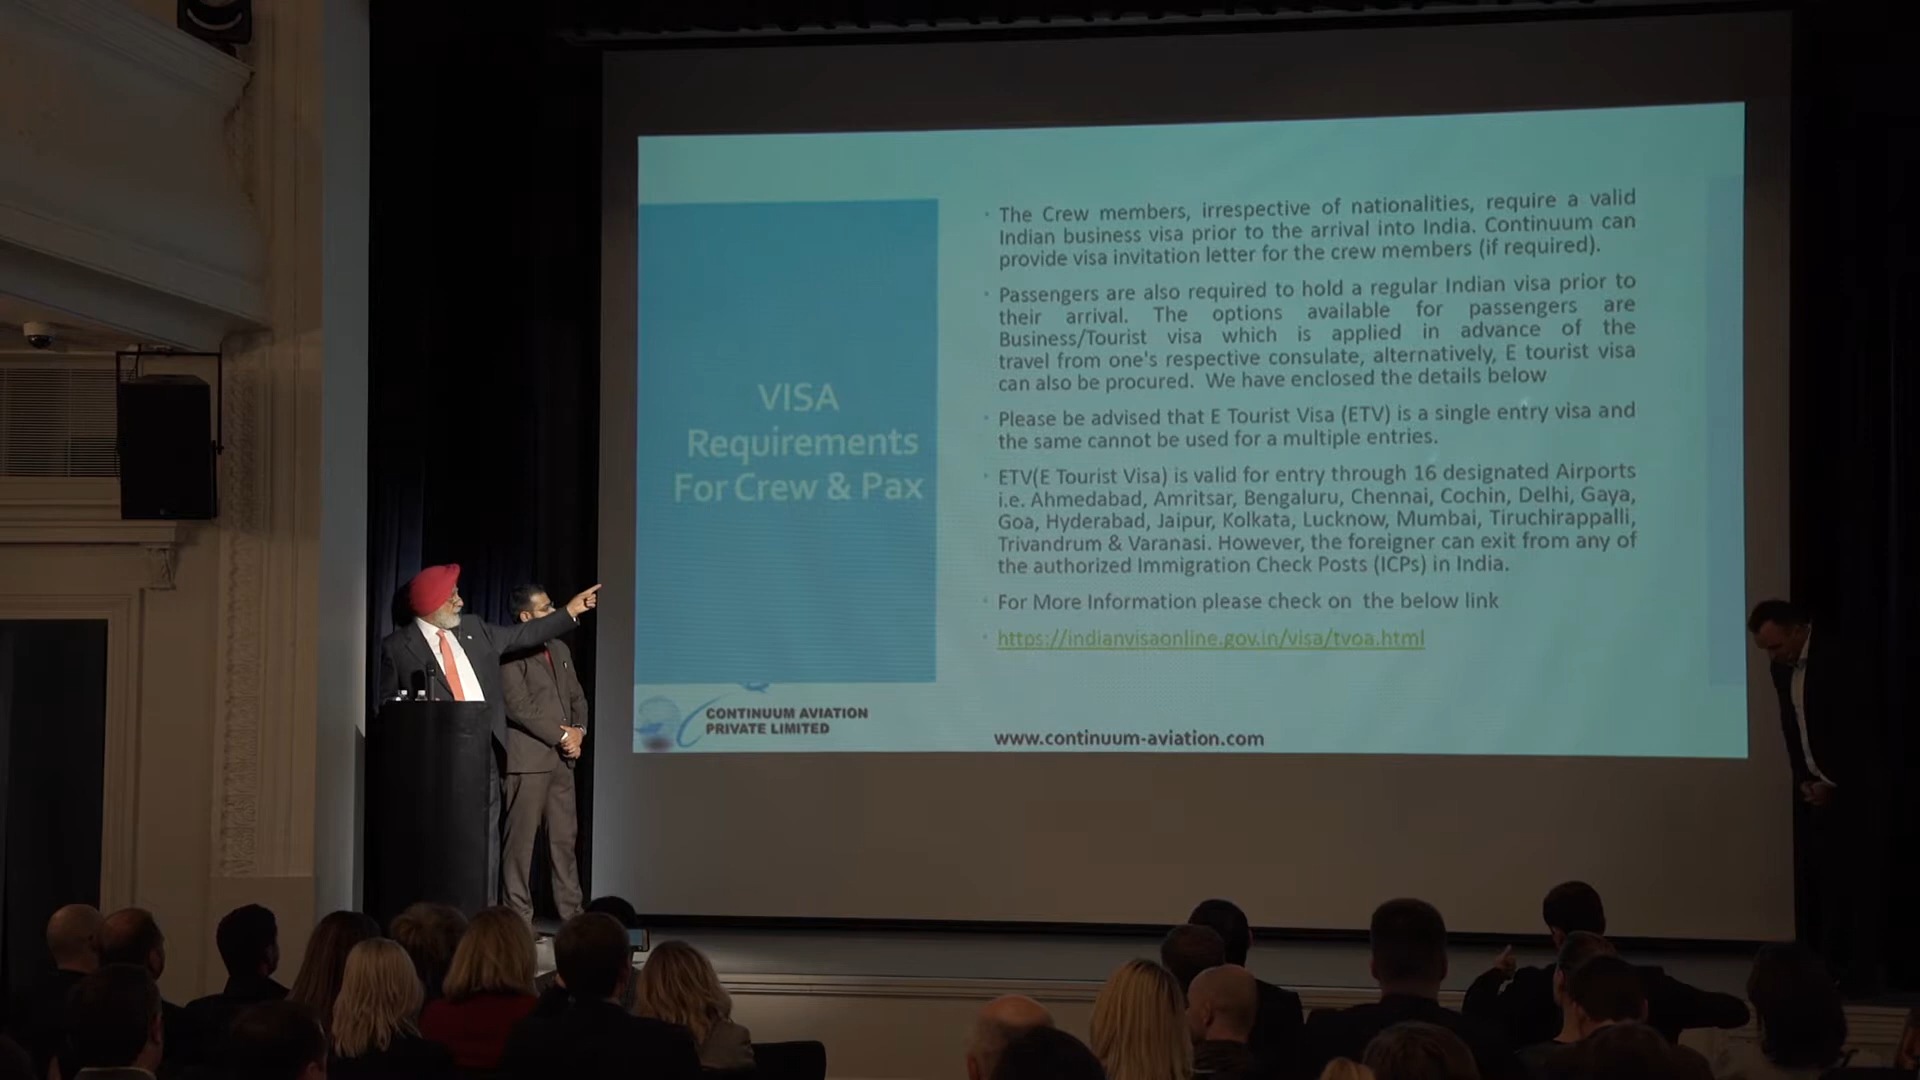 VISA
Requirements
For Crew & Pax
The Crew members, irrespective of nationalities, require a valid
Indian business visa prior to the arrival into India. Continuum can
provide visa invitation letter for the crew members (if required).
Passengers are also required to hold a regular Indian visa prior to
their arrival. The options available for passengers are
Business/Tourist visa which is applied in advance of the
travel from one's respective consulate, alternatively, E tourist visa
can also be procured. We have enclosed the details below
Please be advised that E Tourist Visa (ETV) is a single entry visa and
the same cannot be used for a multiple entries.
ETV(E Tourist Visa) is valid for entry through 16 designated Airports
i.e. Ahmedabad, Amritsar, Bengaluru, Chennai, Cochin, Delhi, Gaya,
Goa, Hyderabad, Jaipur, Kolkata, Lucknow, Mumbai, Tiruchirappalli,
Trivandrum & Varanasi. However, the foreigner can exit from any of
the authorized Immigration Check Posts (ICPs) in India.
For More Information please check on the below link
https://indianvisaonline.gov.in/visa/tvoa.html
CONTINUUM AVIATION
PRIVATE LIMITED
www.continuum-aviation.com